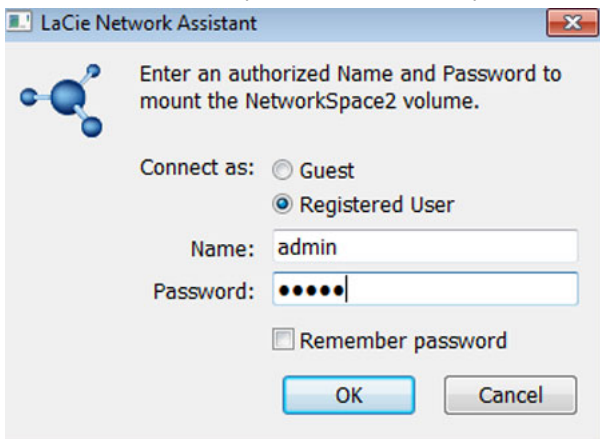 LaCie Network Assistant
Enter an authorized Name and Password to
mount the NetworkSpace2 volume.
Connect as: Guest
Registered User
Name: admin
Password: •••••
Remember password
OK Cancel